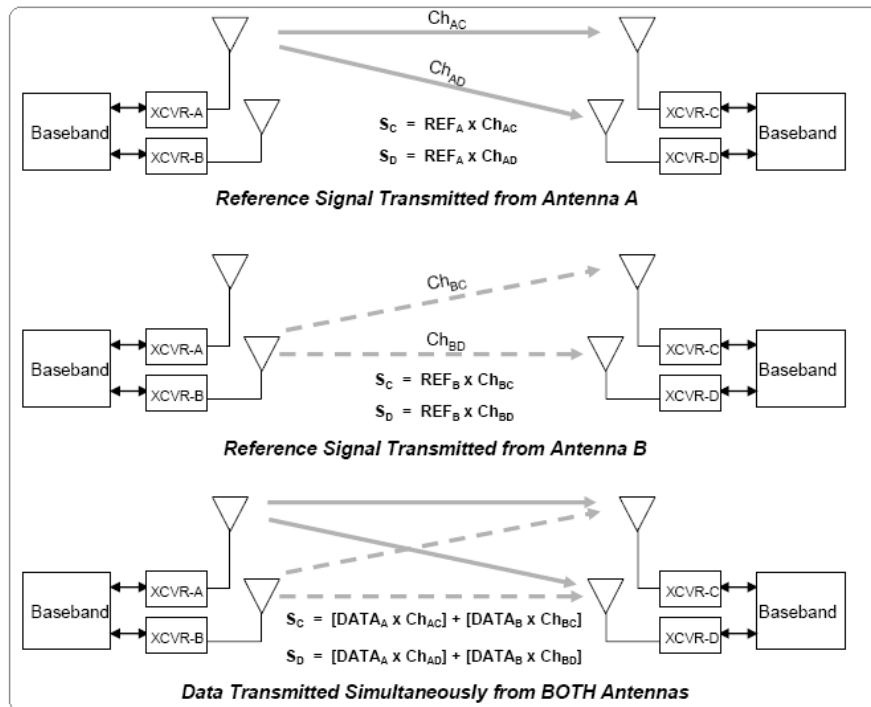 Ch_AC
Ch_AD
Baseband
XCVR-A
XCVR-B
S_C = REF_A x Ch_AC
S_D = REF_A x Ch_AD
XCVR-C
XCVR-D
Baseband
Reference Signal Transmitted from Antenna A
Ch_BC
Ch_BD
Baseband
XCVR-A
XCVR-B
S_C = REF_B x Ch_BC
S_D = REF_B x Ch_BD
XCVR-C
XCVR-D
Baseband
Reference Signal Transmitted from Antenna B
Baseband
XCVR-A
XCVR-B
S_C = [DATA_A x Ch_AC] + [DATA_B x Ch_BC]
S_D = [DATA_A x Ch_AD] + [DATA_B x Ch_BD]
XCVR-C
XCVR-D
Baseband
Data Transmitted Simultaneously from BOTH Antennas